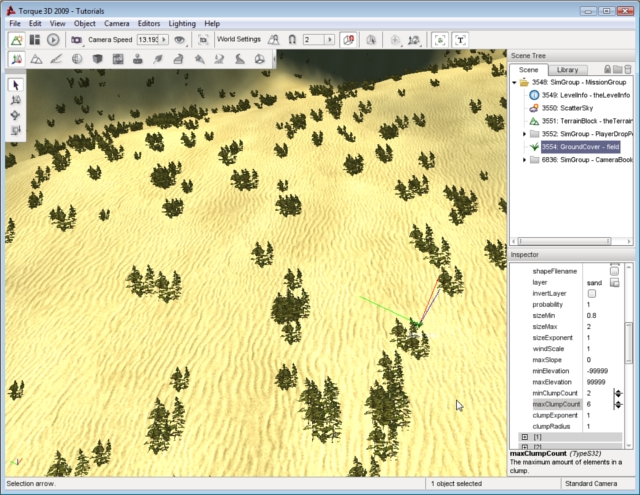 Torque 3D 2009 - Tutorials
File Edit View Object Camera Editors Lighting Help
Camera Speed 13.193 World Settings 2 T
Scene Tree
Scene Library
3548: SimGroup - MissionGroup
3549: LevelInfo - theLevelInfo
3550: ScatterSky
3551: TerrainBlock - theTerrain
3552: SimGroup - PlayerDropP
3554: GroundCover - field
6836: SimGroup - CameraBook
Inspector
shapeFilename
layer sand
invertLayer
probability 1
sizeMin 0.8
sizeMax 2
sizeExponent 1
windScale 1
maxSlope 0
minElevation -99999
maxElevation 99999
minClumpCount 2
maxClumpCount 6
clumpExponent 1
clumpRadius 1
[1]
maxClumpCount (TypeS32)
The maximum amount of elements in a
clump.
Selection arrow. 1 object selected Standard Camera